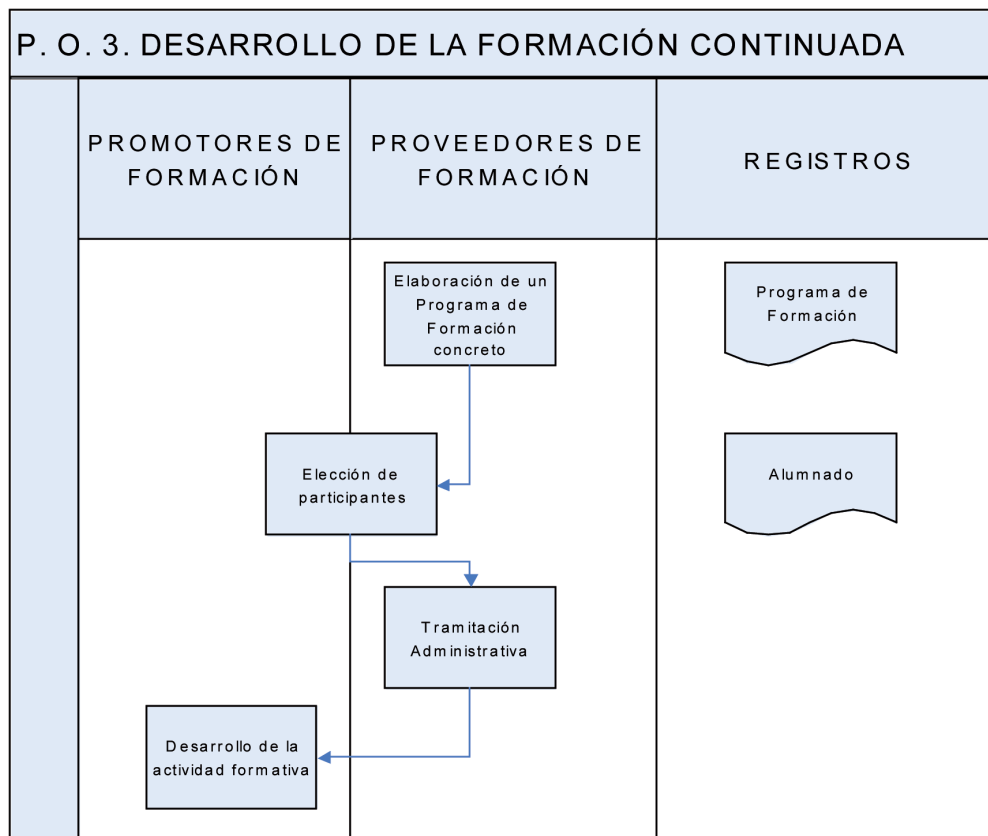 P. O. 3. DESARROLLO DE LA FORMACIÓN CONTINUADA
PROMOTORES DE
FORMACIÓN
PROVEEDORES DE
FORMACIÓN
REGISTROS
Elaboración de un
Programa de
Formación
concreto
Programa de
Formación
Elección de
participantes
Alumnado
Tramitación
Administrativa
Desarrollo de la
actividad formativa